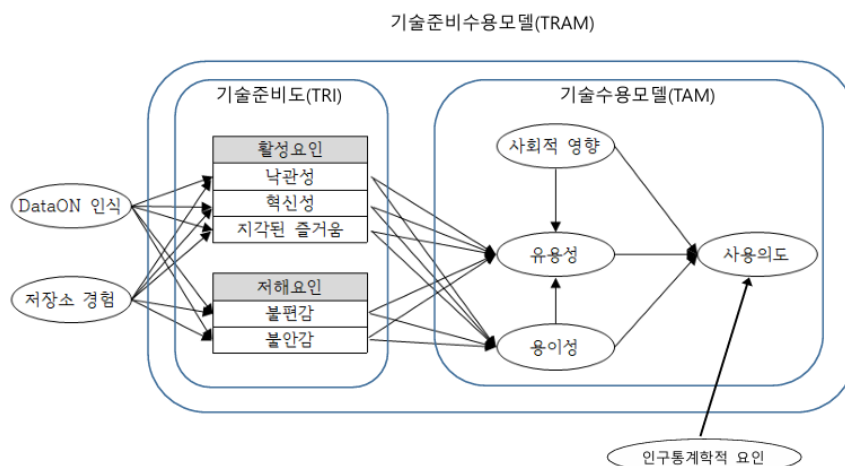 기술준비수용모델(TRAM)
기술준비도(TRI)
기술수용모델(TAM)
활성요인
낙관성
혁신성
지각된 즐거움
저해요인
불편감
불안감
DataON 인식
저장소 경험
사회적 영향
유용성
용이성
사용의도
인구통계학적 요인